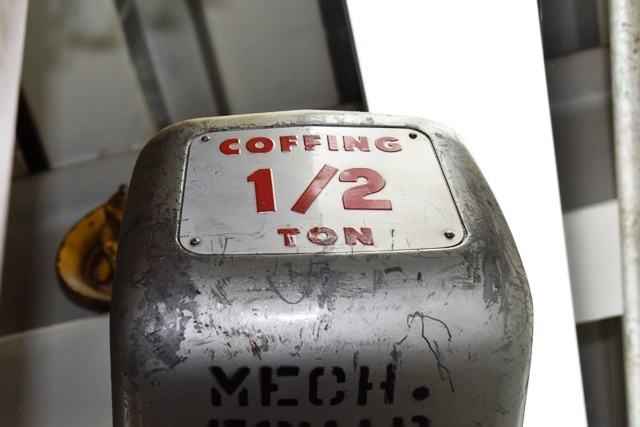 COFFING
1/2
TON
MECH.